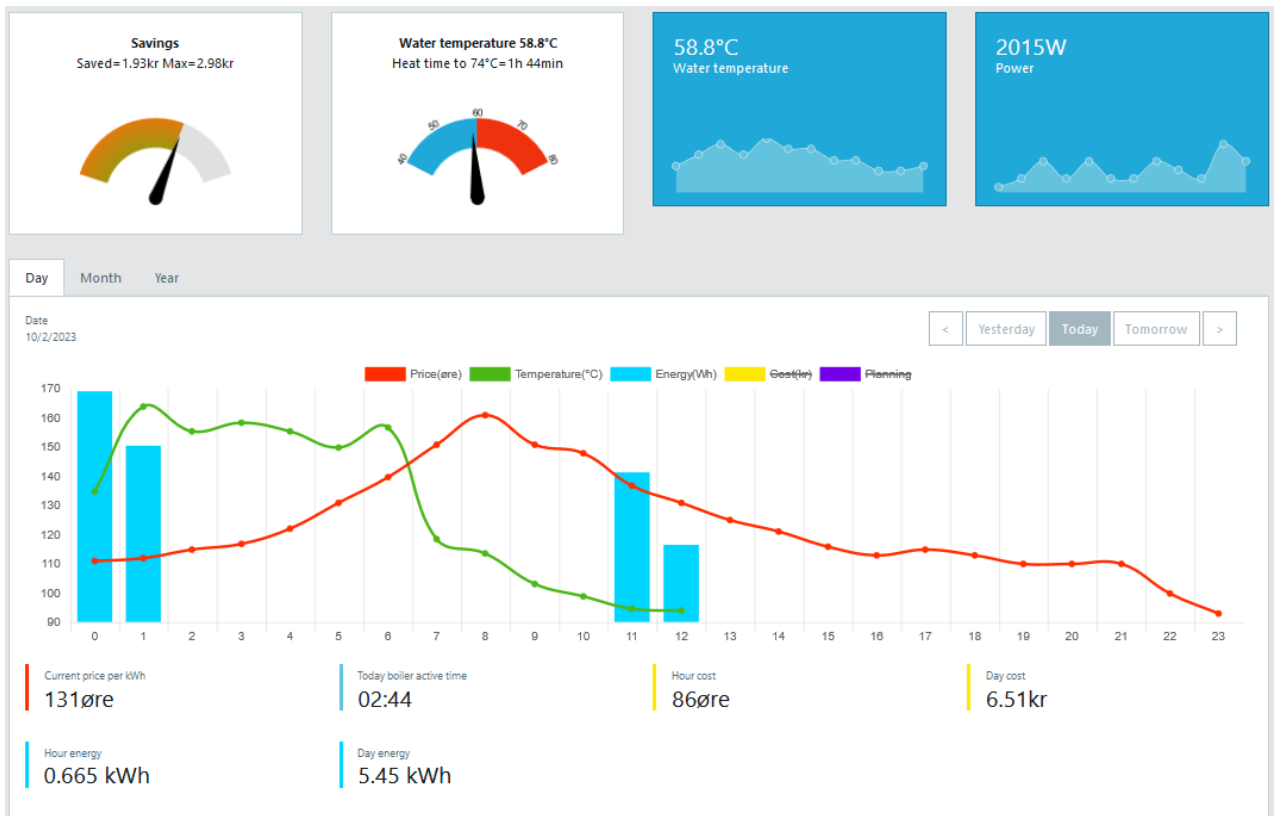 Savings
Saved=1.93kr Max=2.98kr
Water temperature 58.8°C
Heat time to 74°C=1h 44min
40 50 60 70 80
58.8°C
Water temperature
2015W
Power
Day Month Year
Date
10/2/2023
< Yesterday Today Tomorrow >
Price(øre) Temperature(°C) Energy(Wh) Cost(kr) Planning
170
160
150
140
130
120
110
100
90
0 1 2 3 4 5 6 7 8 9 10 11 12 13 14 15 16 17 18 19 20 21 22 23
Current price per kWh Today boiler active time Hour cost Day cost
131øre 02:44 86øre 6.51kr
Hour energy Day energy
0.665 kWh 5.45 kWh